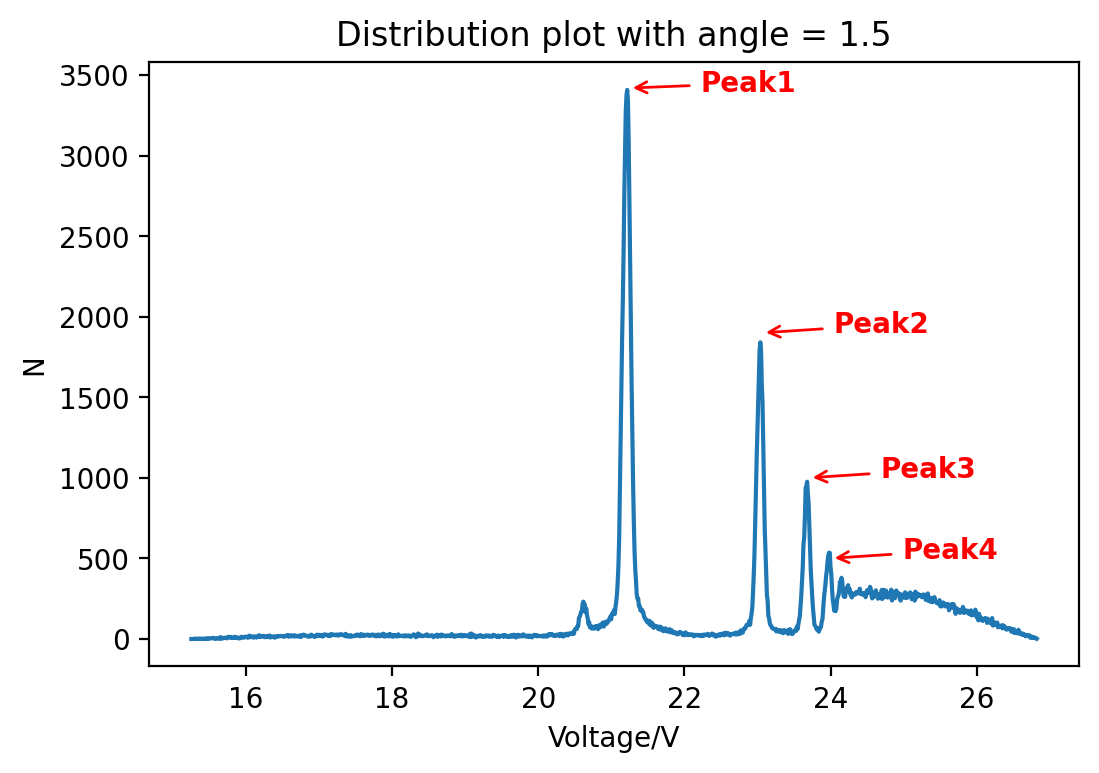 Distribution plot with angle = 1.5
3500
Peak1
3000
2500
2000
Peak2
N
1500
1000
Peak3
500
Peak4
0
16 18 20 22 24 26
Voltage/V